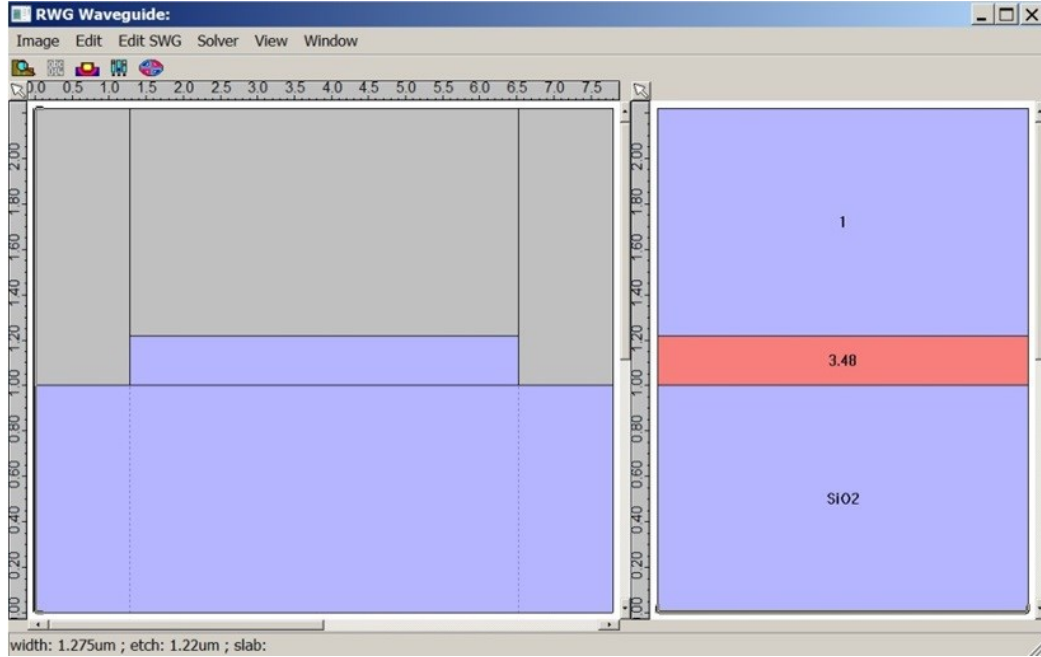 RWG Waveguide:
Image Edit Edit SWG Solver View Window
0.0 0.5 1.0 1.5 2.0 2.5 3.0 3.5 4.0 4.5 5.0 5.5 6.0 6.5 7.0 7.5
2.00 2.00
1.80 1.80
1
1.60 1.60
1.40 1.40
1.20 1.20
3.48
1.00 1.00
0.80 0.80
0.60 0.60
SiO2
0.40 0.40
0.20 0.20
.00 .00
width: 1.275um ; etch: 1.22um ; slab: